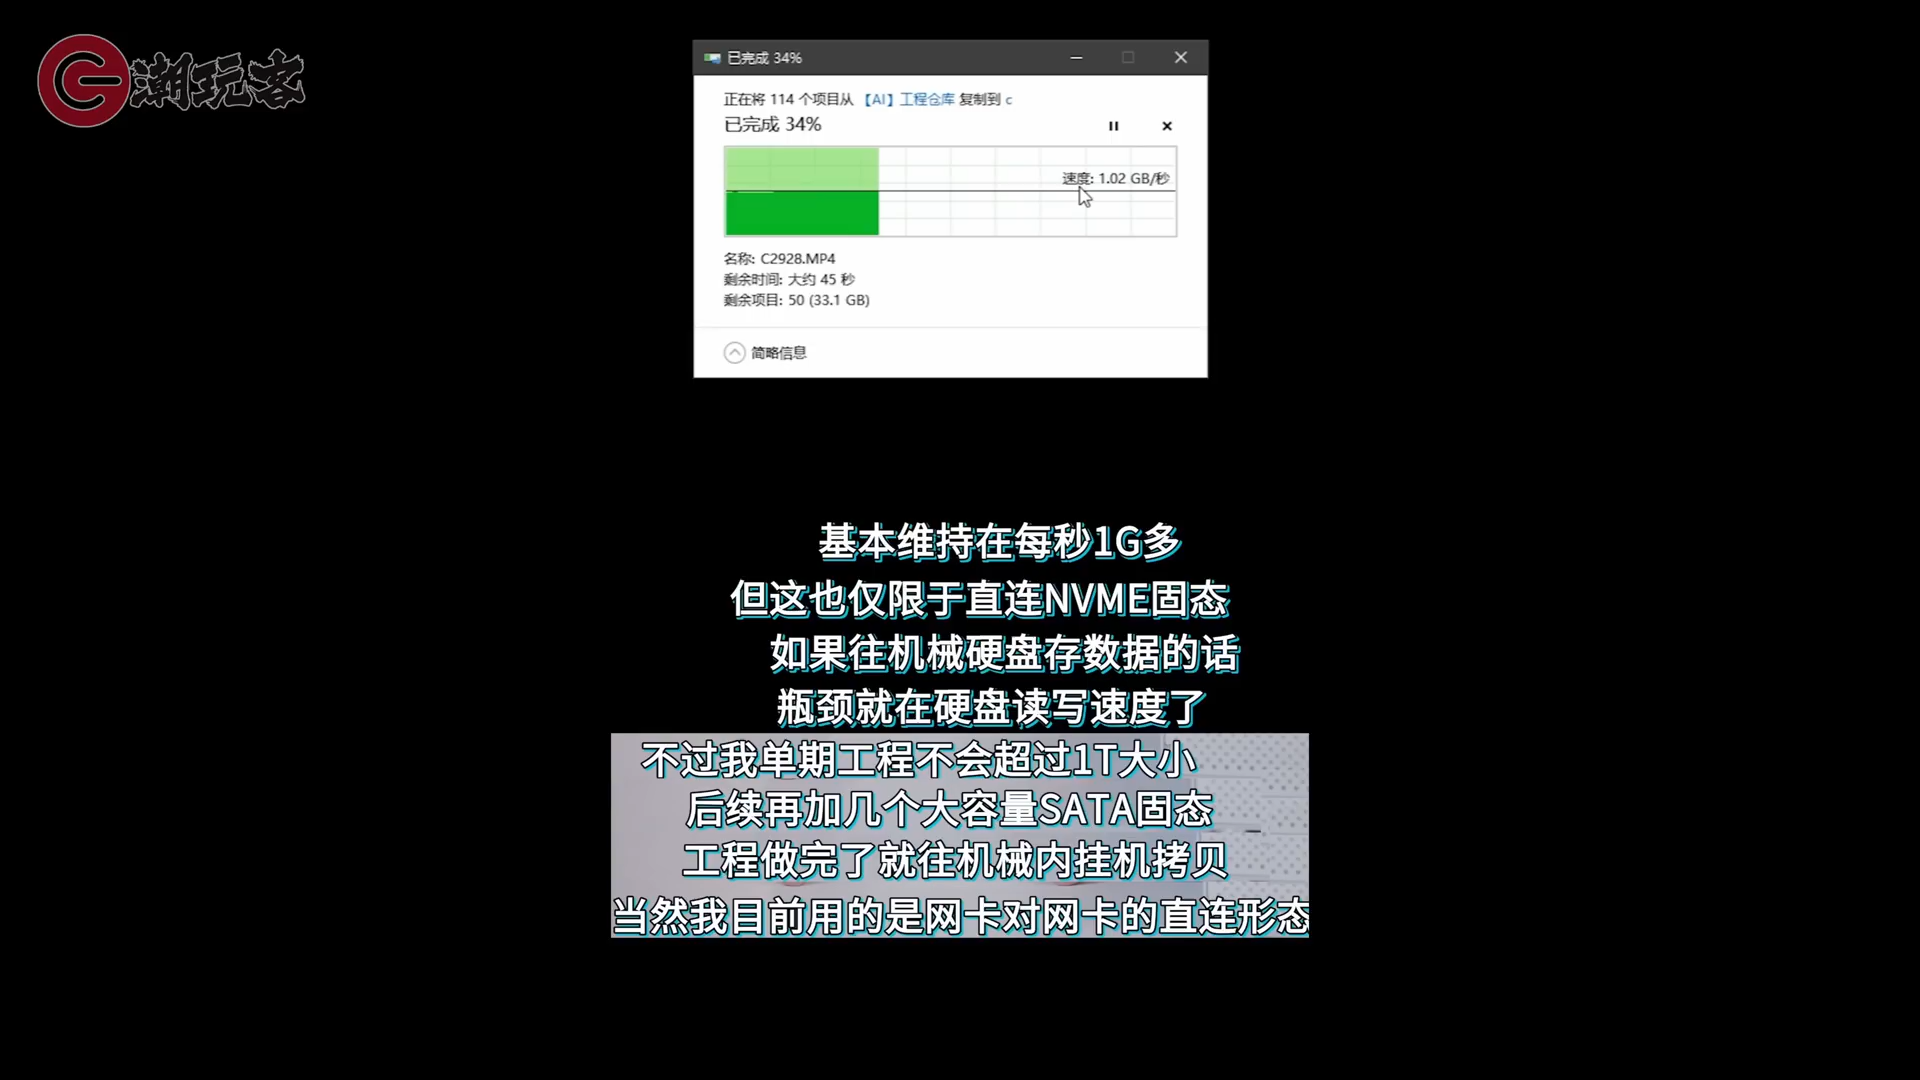 潮玩客
已完成 34%
正在将 114 个项目从 【AI】工程仓库 复制到 c
已完成 34%
速度: 1.02 GB/秒
名称: C2928.MP4
剩余时间: 大约 45 秒
剩余项目: 50 (33.1 GB)
简略信息
基本维持在每秒1G多
但这也仅限于直连NVME固态
如果往机械硬盘存数据的话
瓶颈就在硬盘读写速度了
不过我单期工程不会超过1T大小
后续再加几个大容量SATA固态
工程做完了就往机械内挂机拷贝
当然我目前用的是网卡对网卡的直连形态